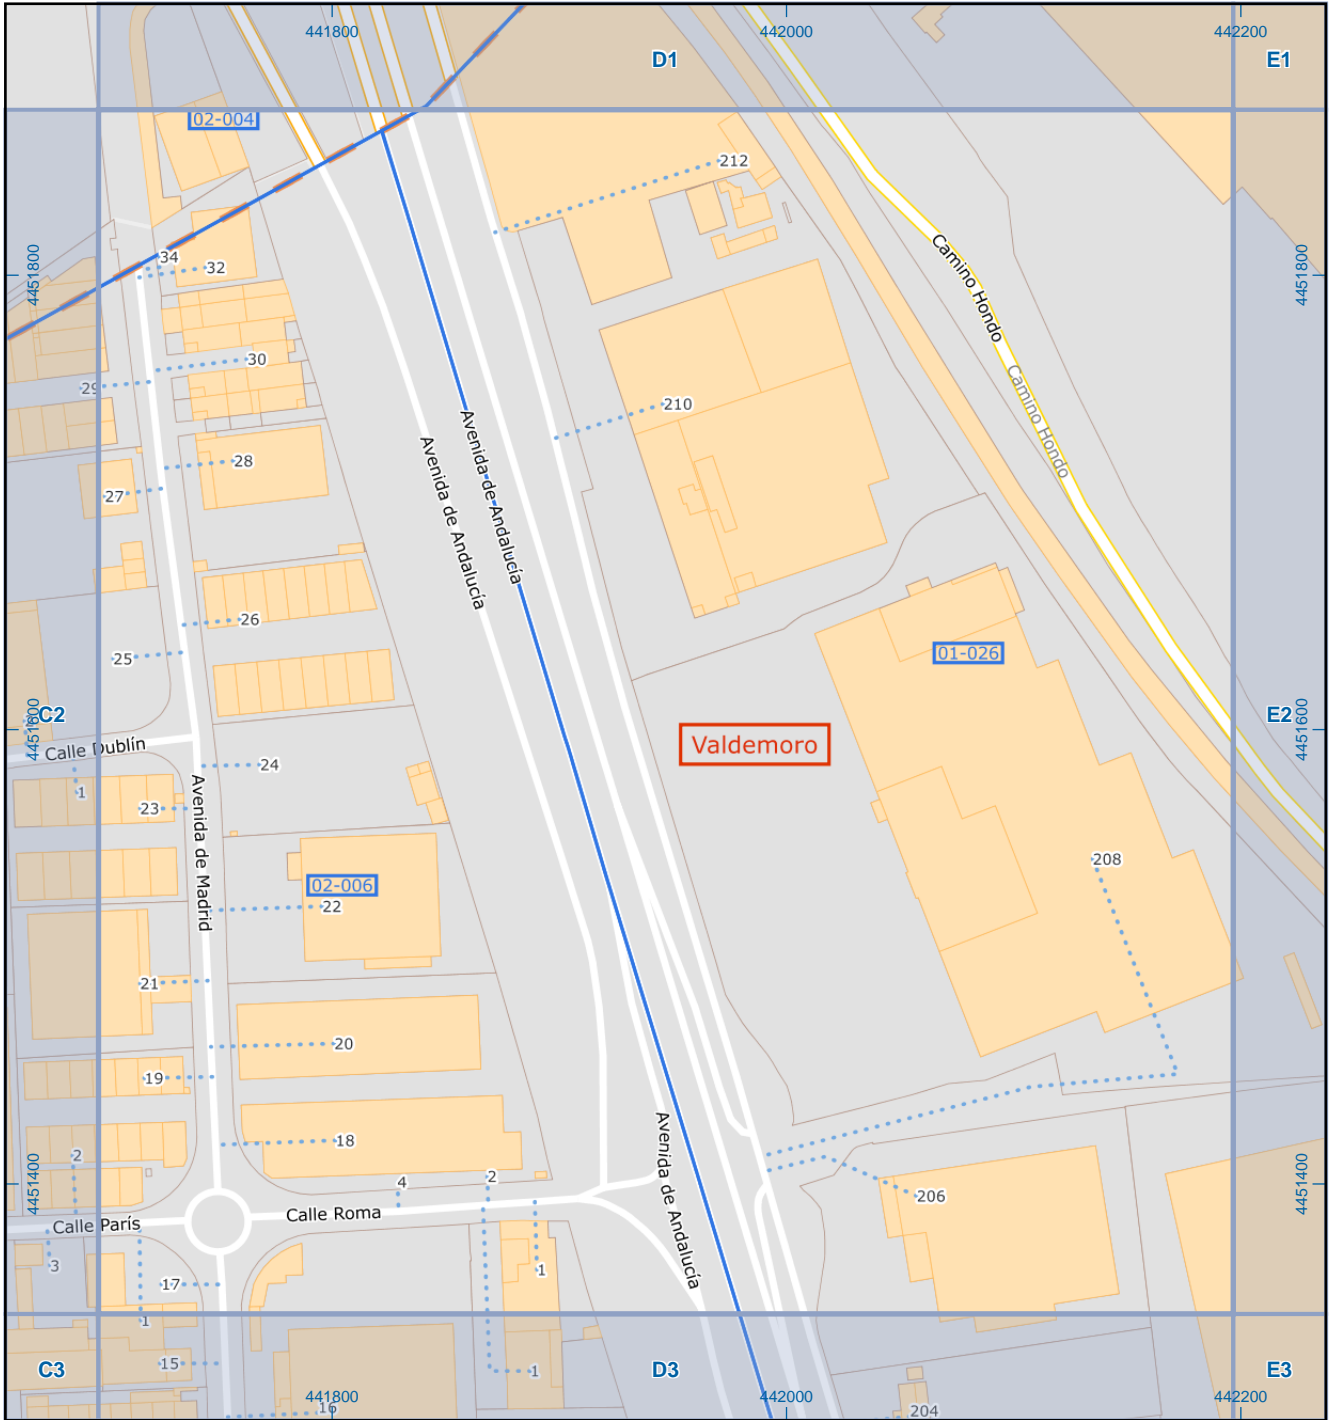 441800
442000
442200
D1
E1
02-004
212
4451800
4451800
34
32
Camino Hondo
30
29
Camino Hondo
210
Avenida de Andalucía
Avenida de Andalucía
28
27
26
25
01-026
C2
E2
4451600
4451600
Valdemoro
Calle Dublín
24
1
23
Avenida de Madrid
208
02-006
22
21
20
19
18
Avenida de Andalucía
2
2
4
4451400
4451400
206
Calle París
Calle Roma
3
1
17
1
15
1
C3
D3
E3
441800
442000
442200
16
204